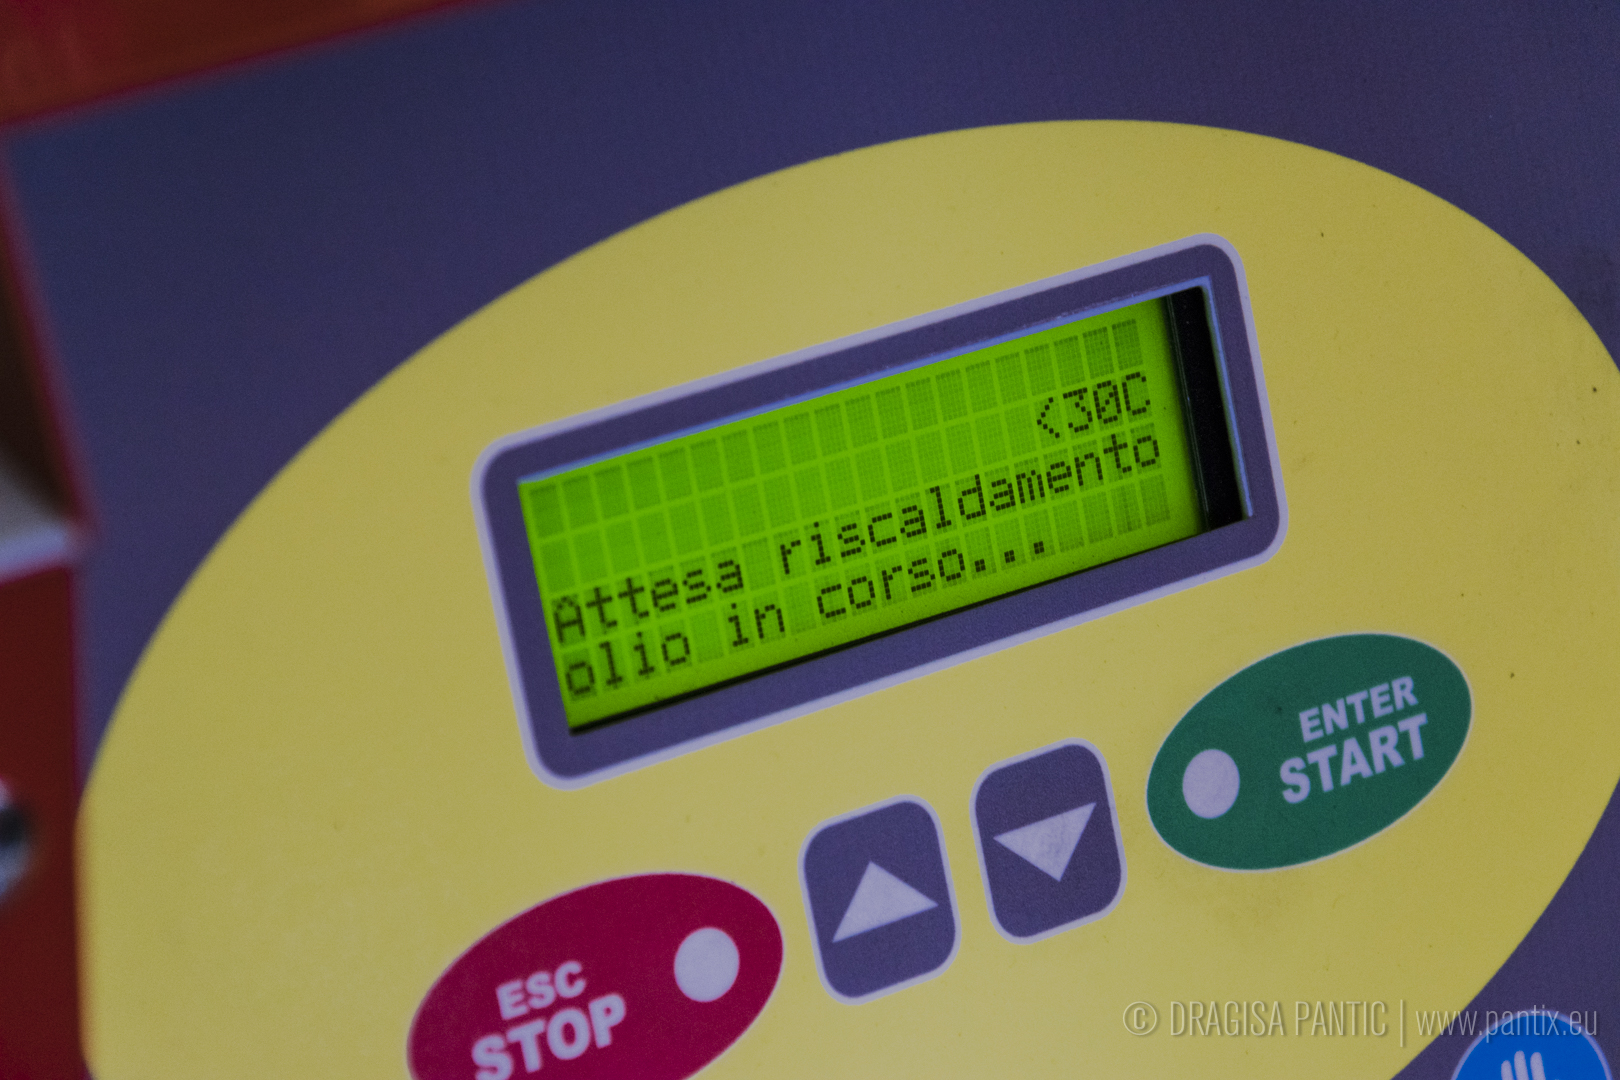 <30C
Attesa riscaldamento
olio in corso...
ENTER
START
ESC
STOP
© DRAGISA PANTIC | www.pantix.eu